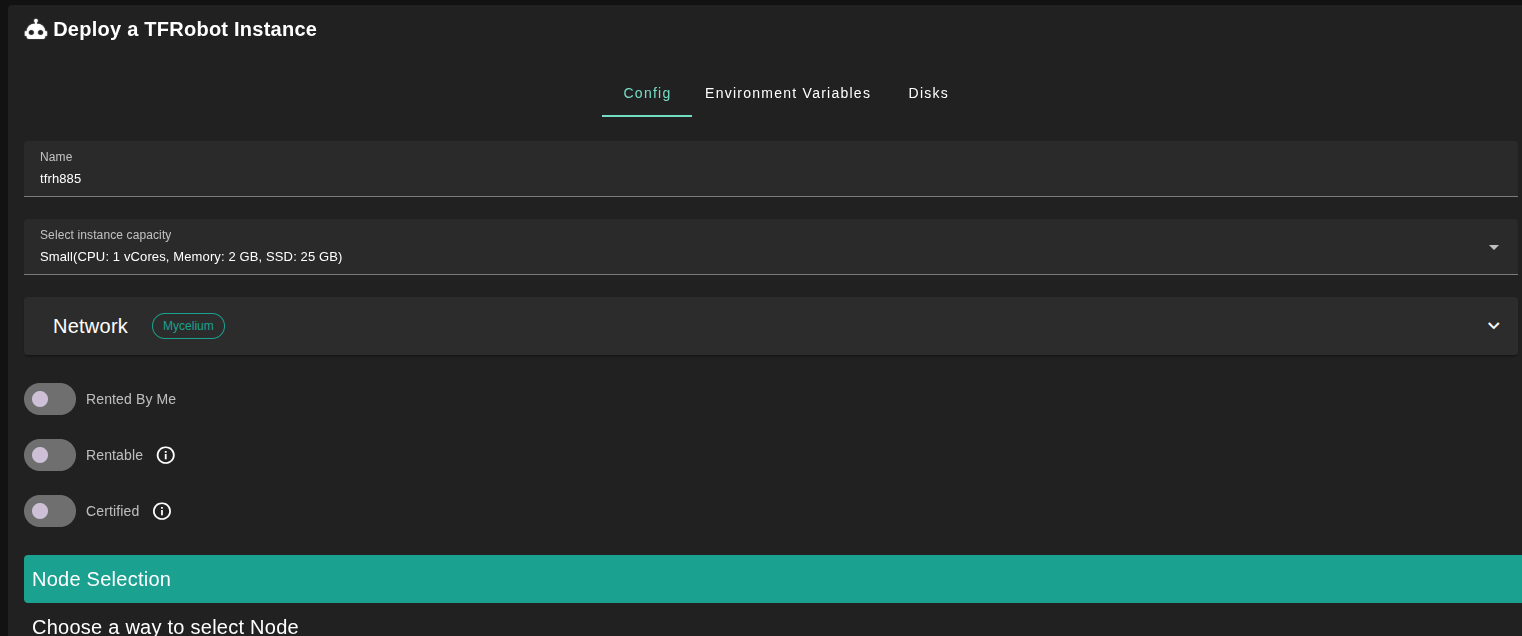 Deploy a TFRobot Instance
Config Environment Variables Disks
Name
tfrh885
Select instance capacity
Small(CPU: 1 vCores, Memory: 2 GB, SSD: 25 GB)
Network Mycelium
Rented By Me
Rentable
Certified
Node Selection
Choose a way to select Node